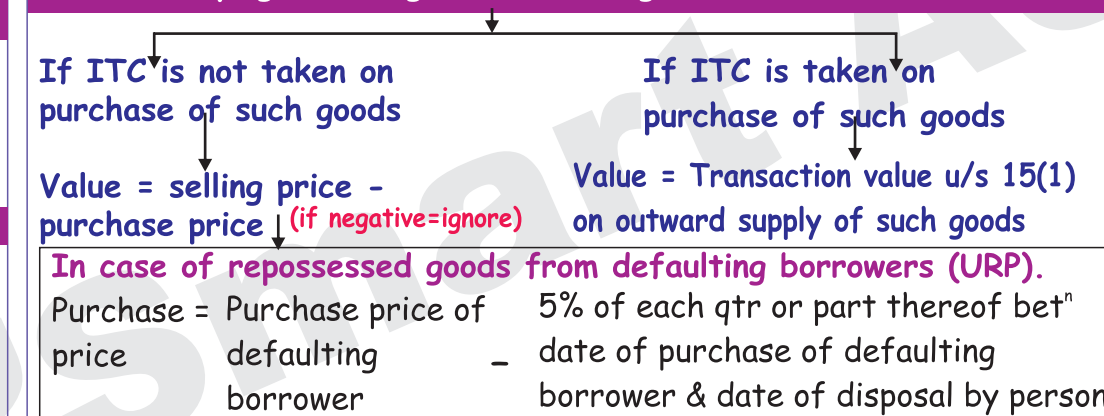 If ITC is not taken on
purchase of such goods
If ITC is taken on
purchase of such goods
Value = selling price -
purchase price (if negative=ignore)
Value = Transaction value u/s 15(1)
on outward supply of such goods
In case of repossessed goods from defaulting borrowers (URP).
Purchase = Purchase price of - 5% of each qtr or part thereof betⁿ
price defaulting date of purchase of defaulting
borrower borrower & date of disposal by person
Smart